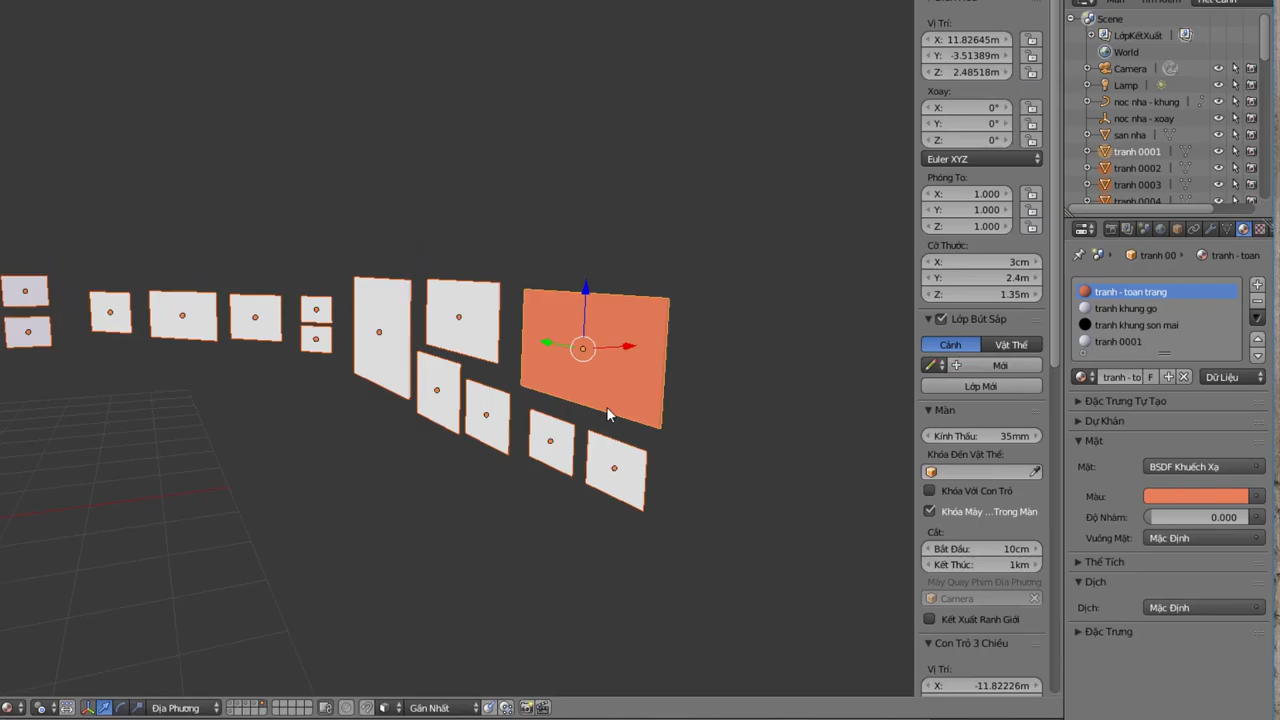 Vị Trí:
X: 11.82645m
Y: -3.51389m
Z: 2.48518m
Xoay:
X: 0°
Y: 0°
Z: 0°
Euler XYZ
Phóng To:
X: 1.000
Y: 1.000
Z: 1.000
Cỡ Thước:
X: 3cm
Y: 2.4m
Z: 1.35m
Lớp Bút Sáp
Cảnh Vật Thể
Mới
Lớp Mới
Màn
Kính Thấu: 35mm
Khóa Đến Vật Thể:
Khóa Với Con Trỏ
Khóa Máy ...Trong Màn
Cắt:
Bắt Đầu: 10cm
Kết Thúc: 1km
Máy Quay Phim Địa Phương
Camera
Kết Xuất Ranh Giới
Con Trỏ 3 Chiều
Vị Trí:
X: -11.82226m
Scene
LớpKếtXuất
World
Camera
Lamp
noc nha - khung
noc nha - xoay
san nha
tranh 0001
tranh 0002
tranh 0003
tranh 0004
tranh 00 tranh - toan
tranh - toan trang
tranh khung go
tranh khung son mai
tranh 0001
tranh - to F Dữ Liệu
Đặc Trưng Tự Tạo
Dự Khán
Mặt
Mặt: BSDF Khuếch Xạ
Màu:
Độ Nhám: 0.000
Vuông Mặt: Mặc Định
Thể Tích
Dịch
Dịch: Mặc Định
Đặc Trưng
Địa Phương Gần Nhất